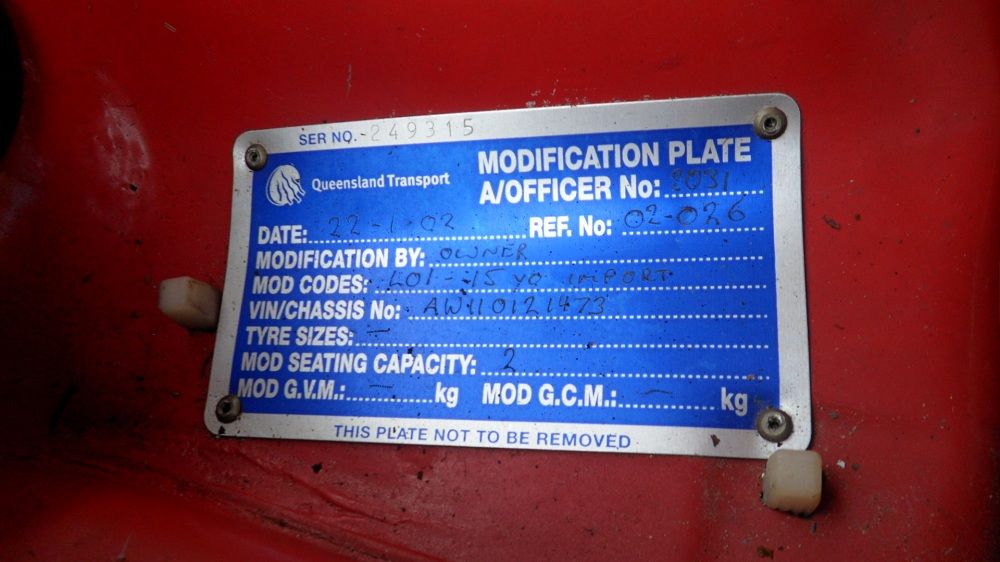 SER NO. -249315
Queensland Transport
MODIFICATION PLATE
A/OFFICER No: 3031
DATE: 22-1-02 REF. No: 02-026
MODIFICATION BY: OWNER
MOD CODES: LO1 - 15 YO IMPORT
VIN/CHASSIS No: AW110121473
TYRE SIZES: -
MOD SEATING CAPACITY: 2
MOD G.V.M.: - kg MOD G.C.M.: - kg
THIS PLATE NOT TO BE REMOVED